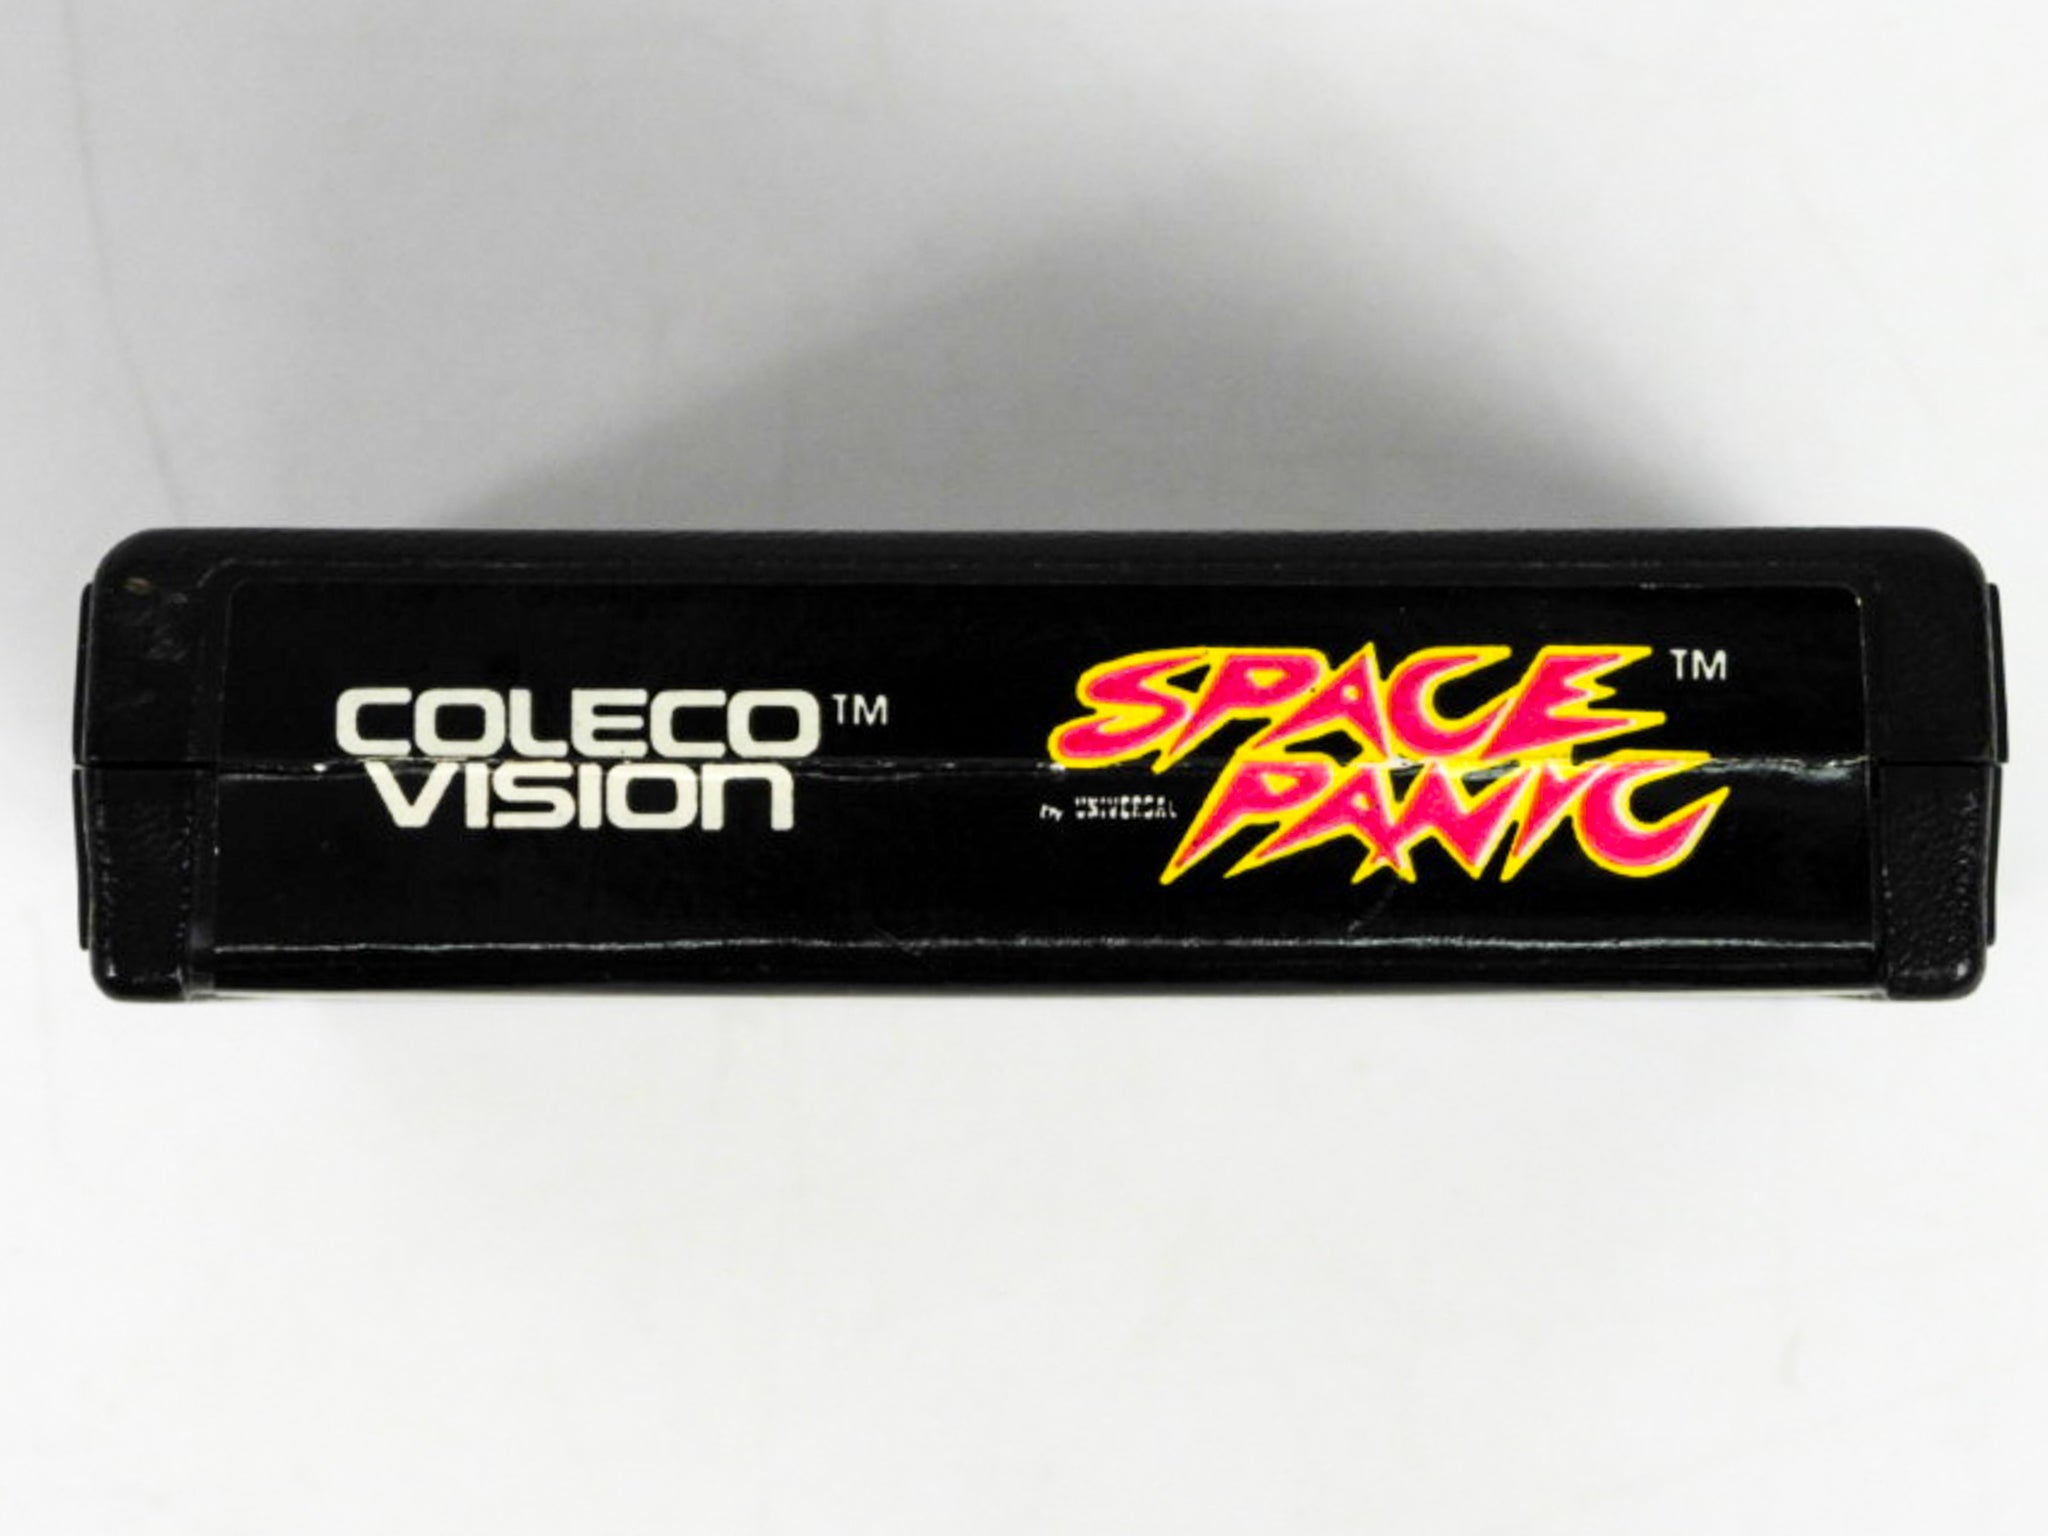 COLECO™
VISION
SPACE™
PANIC
by UNIVERSAL